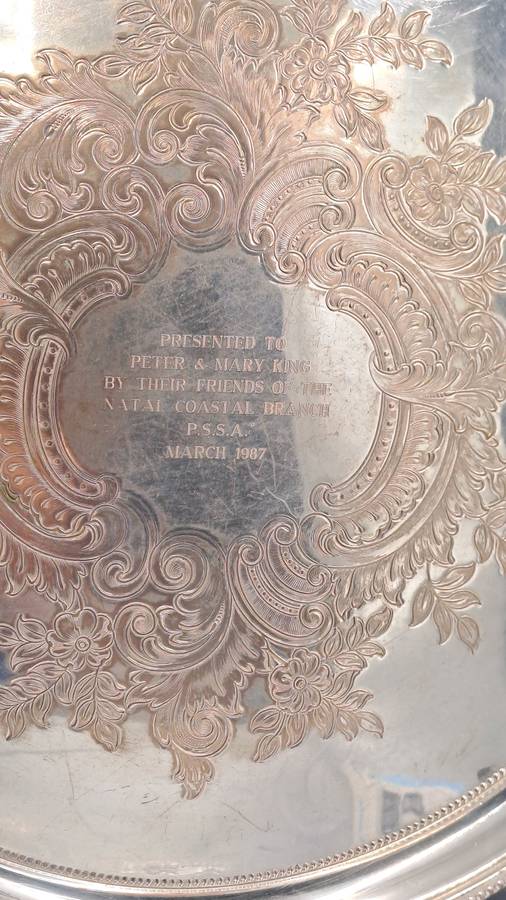 PRESENTED TO
PETER & MARY KING
BY THEIR FRIENDS OF THE
NATAL COASTAL BRANCH
P.S.S.A.
MARCH 1987